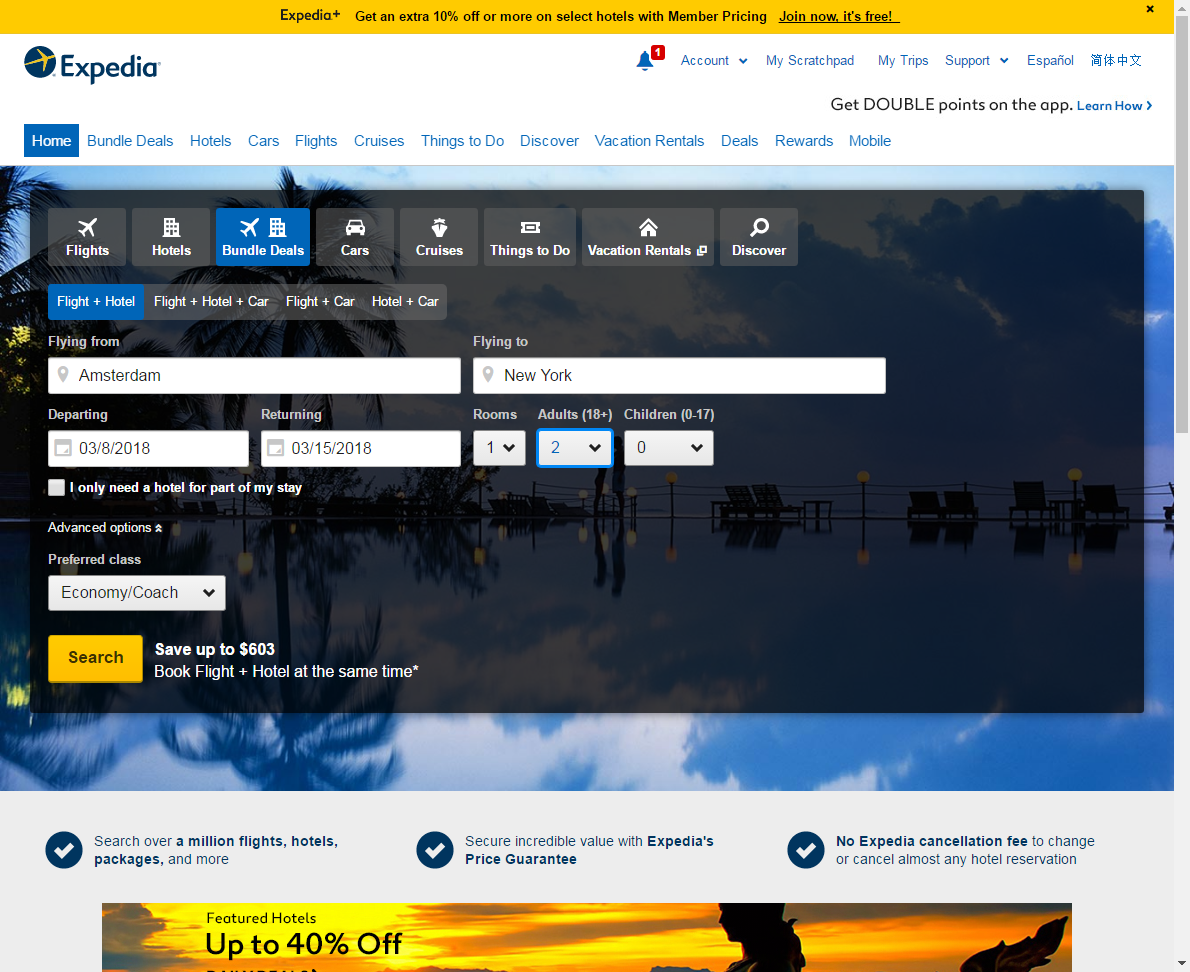 Expedia+ Get an extra 10% off or more on select hotels with Member Pricing Join now, it's free!
Expedia
1 Account My Scratchpad My Trips Support Español 简体中文
Get DOUBLE points on the app. Learn How
Home Bundle Deals Hotels Cars Flights Cruises Things to Do Discover Vacation Rentals Deals Rewards Mobile
Flights Hotels Bundle Deals Cars Cruises Things to Do Vacation Rentals Discover
Flight + Hotel Flight + Hotel + Car Flight + Car Hotel + Car
Flying from Flying to
Amsterdam New York
Departing Returning Rooms Adults (18+) Children (0-17)
03/8/2018 03/15/2018 1 2 0
I only need a hotel for part of my stay
Advanced options
Preferred class
Economy/Coach
Search Save up to $603
Book Flight + Hotel at the same time*
Search over a million flights, hotels,
packages, and more
Secure incredible value with Expedia's
Price Guarantee
No Expedia cancellation fee to change
or cancel almost any hotel reservation
Featured Hotels
Up to 40% Off